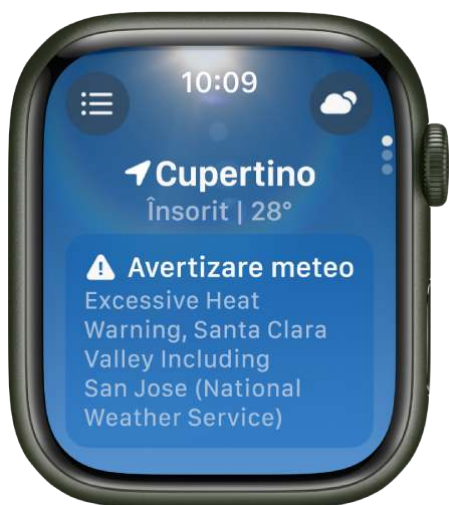 10:09
Cupertino
Însorit | 28°
Avertizare meteo
Excessive Heat
Warning, Santa Clara
Valley Including
San Jose (National
Weather Service)